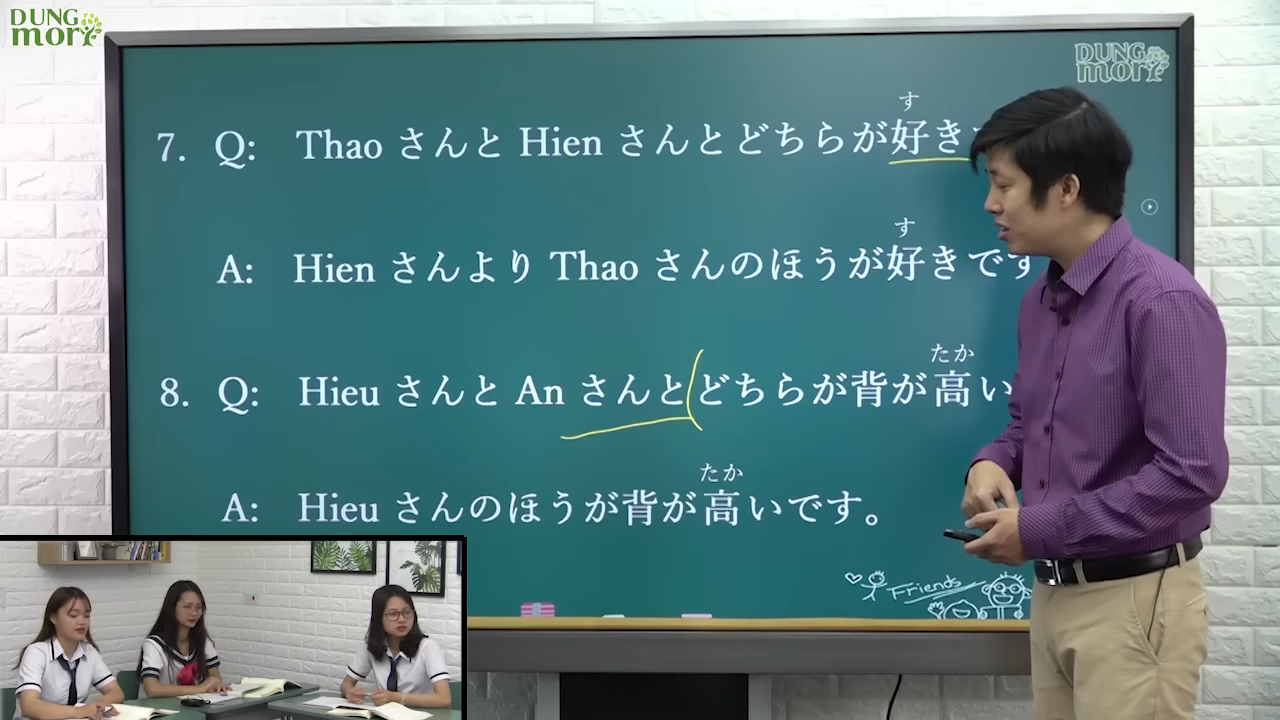 DUNG
mori
DUNG
mori
す
7. Q: Thao さんと Hien さんとどちらが好き
す
A: Hien さんより Thao さんのほうが好きです
たか
8. Q: Hieu さんと An さんとどちらが背が高い
たか
A: Hieu さんのほうが背が高いです。
Friends